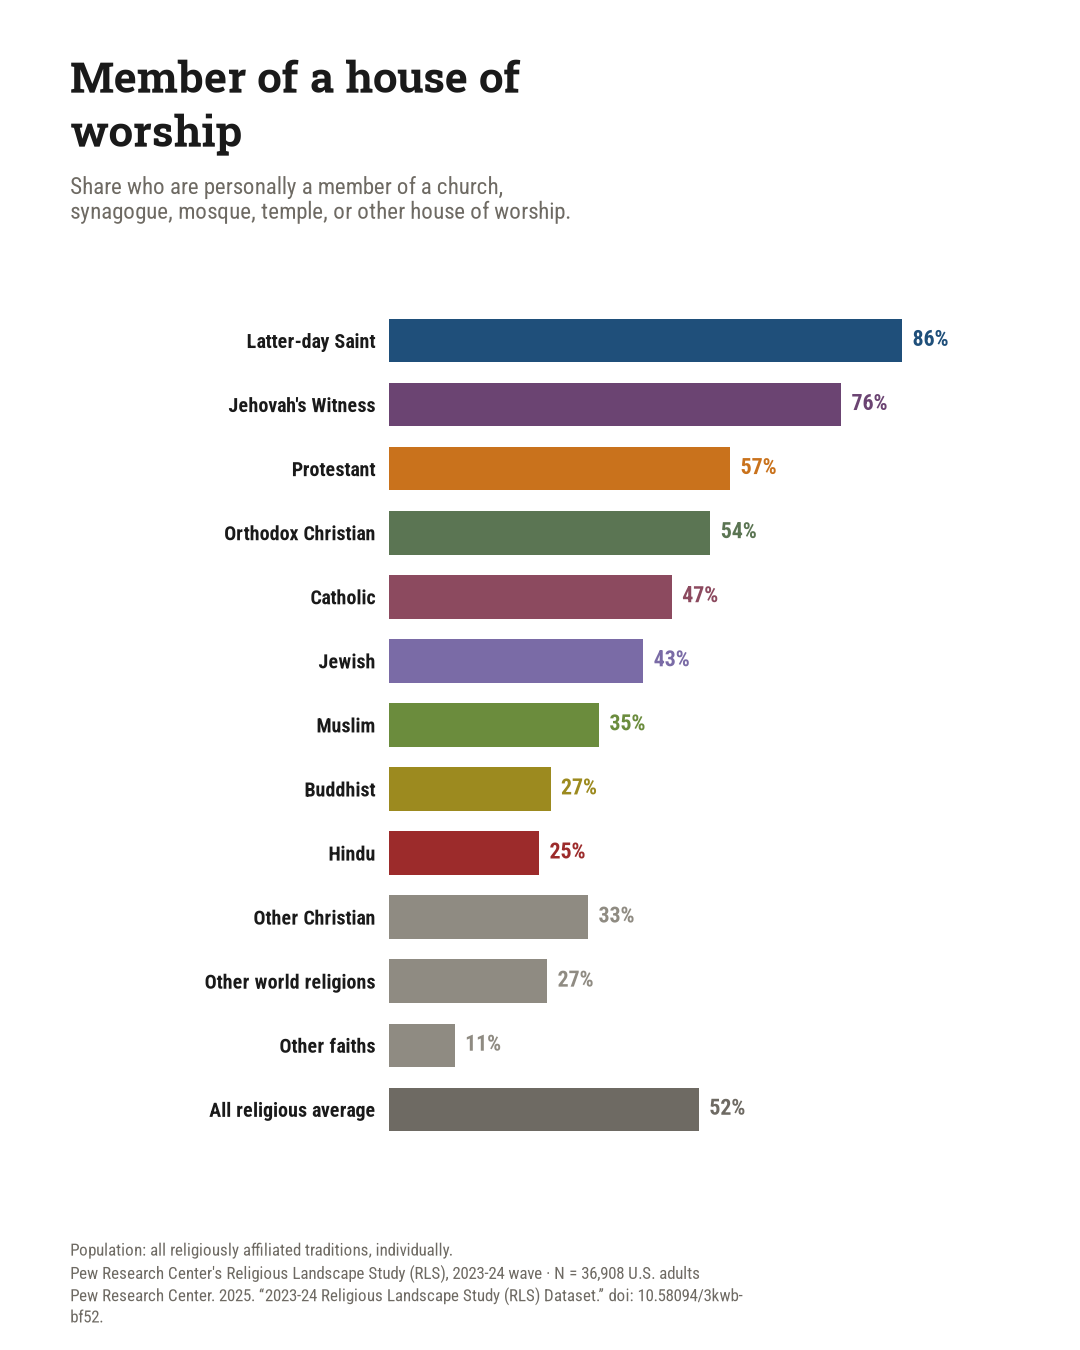 Member of a house of
worship
Share who are personally a member of a church,
synagogue, mosque, temple, or other house of worship.
Latter-day Saint 86%
Jehovah's Witness 76%
Protestant 57%
Orthodox Christian 54%
Catholic 47%
Jewish 43%
Muslim 35%
Buddhist 27%
Hindu 25%
Other Christian 33%
Other world religions 27%
Other faiths 11%
All religious average 52%
Population: all religiously affiliated traditions, individually.
Pew Research Center's Religious Landscape Study (RLS), 2023-24 wave · N = 36,908 U.S. adults
Pew Research Center. 2025. “2023-24 Religious Landscape Study (RLS) Dataset.” doi: 10.58094/3kwb-
bf52.